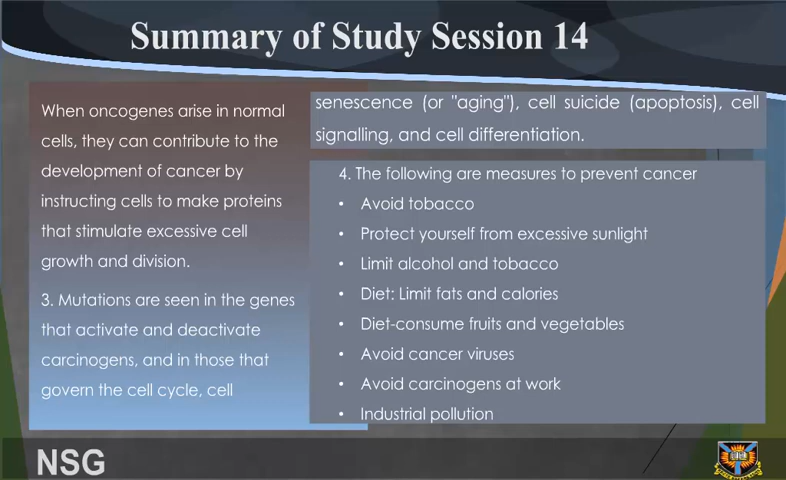 Summary of Study Session 14
When oncogenes arise in normal
cells, they can contribute to the
development of cancer by
instructing cells to make proteins
that stimulate excessive cell
growth and division.
3. Mutations are seen in the genes
that activate and deactivate
carcinogens, and in those that
govern the cell cycle, cell
senescence (or "aging"), cell suicide (apoptosis), cell
signalling, and cell differentiation.
4. The following are measures to prevent cancer
• Avoid tobacco
• Protect yourself from excessive sunlight
• Limit alcohol and tobacco
• Diet: Limit fats and calories
• Diet-consume fruits and vegetables
• Avoid cancer viruses
• Avoid carcinogens at work
• Industrial pollution
NSG